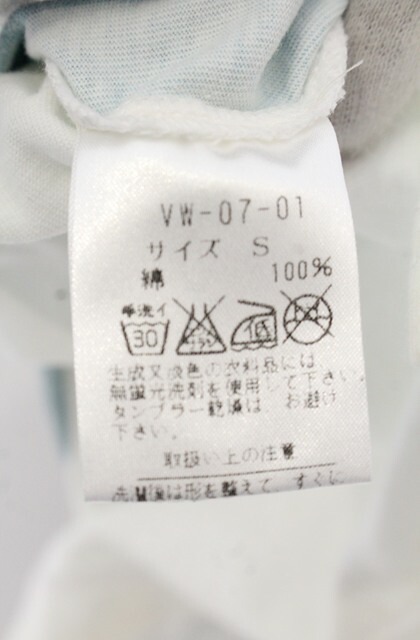 VW-07-01
サイズ S
綿 100%
手洗イ
30 エンソサラシ 低
生成又淡色の衣料品には
無蛍光洗剤を使用して下さい。
タンブラー乾燥は お避け
下さい。
取扱い上の注意
洗濯後は形を整えて、すぐに